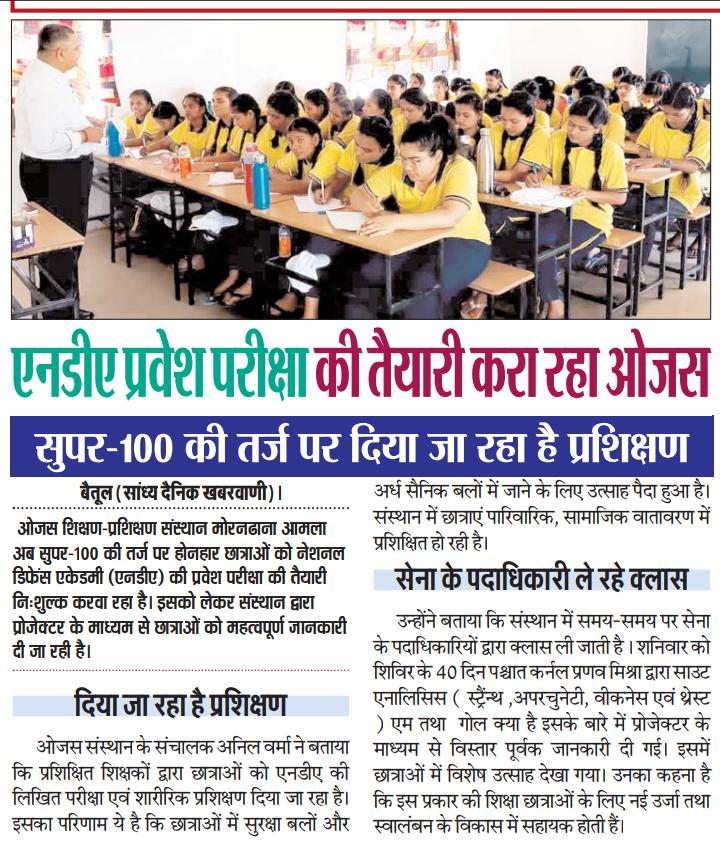 एनडीए प्रवेश परीक्षा की तैयारी करा रहा ओजस
सुपर-100 की तर्ज पर दिया जा रहा है प्रशिक्षण
बैतूल (सांध्य दैनिक खबरवाणी)।
ओजस शिक्षण-प्रशिक्षण संस्थान मोरनढाना आमला
अब सुपर-100 की तर्ज पर होनहार छात्राओं को नेशनल
डिफेंस एकेडमी (एनडीए) की प्रवेश परीक्षा की तैयारी
निःशुल्क करवा रहा है। इसको लेकर संस्थान द्वारा
प्रोजेक्टर के माध्यम से छात्राओं को महत्वपूर्ण जानकारी
दी जा रही है।
दिया जा रहा है प्रशिक्षण
ओजस संस्थान के संचालक अनिल वर्मा ने बताया
कि प्रशिक्षित शिक्षकों द्वारा छात्राओं को एनडीए की
लिखित परीक्षा एवं शारीरिक प्रशिक्षण दिया जा रहा है।
इसका परिणाम ये है कि छात्राओं में सुरक्षा बलों और
अर्ध सैनिक बलों में जाने के लिए उत्साह पैदा हुआ है।
संस्थान में छात्राएं पारिवारिक, सामाजिक वातावरण में
प्रशिक्षित हो रही है।
सेना के पदाधिकारी ले रहे क्लास
उन्होंने बताया कि संस्थान में समय-समय पर सेना
के पदाधिकारियों द्वारा क्लास ली जाती है। शनिवार को
शिविर के 40 दिन पश्चात कर्नल प्रणव मिश्रा द्वारा साउट
एनालिसिस ( स्ट्रैंन्थ ,अपरचुनेटी, वीकनेस एवं थ्रेस्ट
) एम तथा गोल क्या है इसके बारे में प्रोजेक्टर के
माध्यम से विस्तार पूर्वक जानकारी दी गई। इसमें
छात्राओं में विशेष उत्साह देखा गया। उनका कहना है
कि इस प्रकार की शिक्षा छात्राओं के लिए नई उर्जा तथा
स्वालंबन के विकास में सहायक होती हैं।